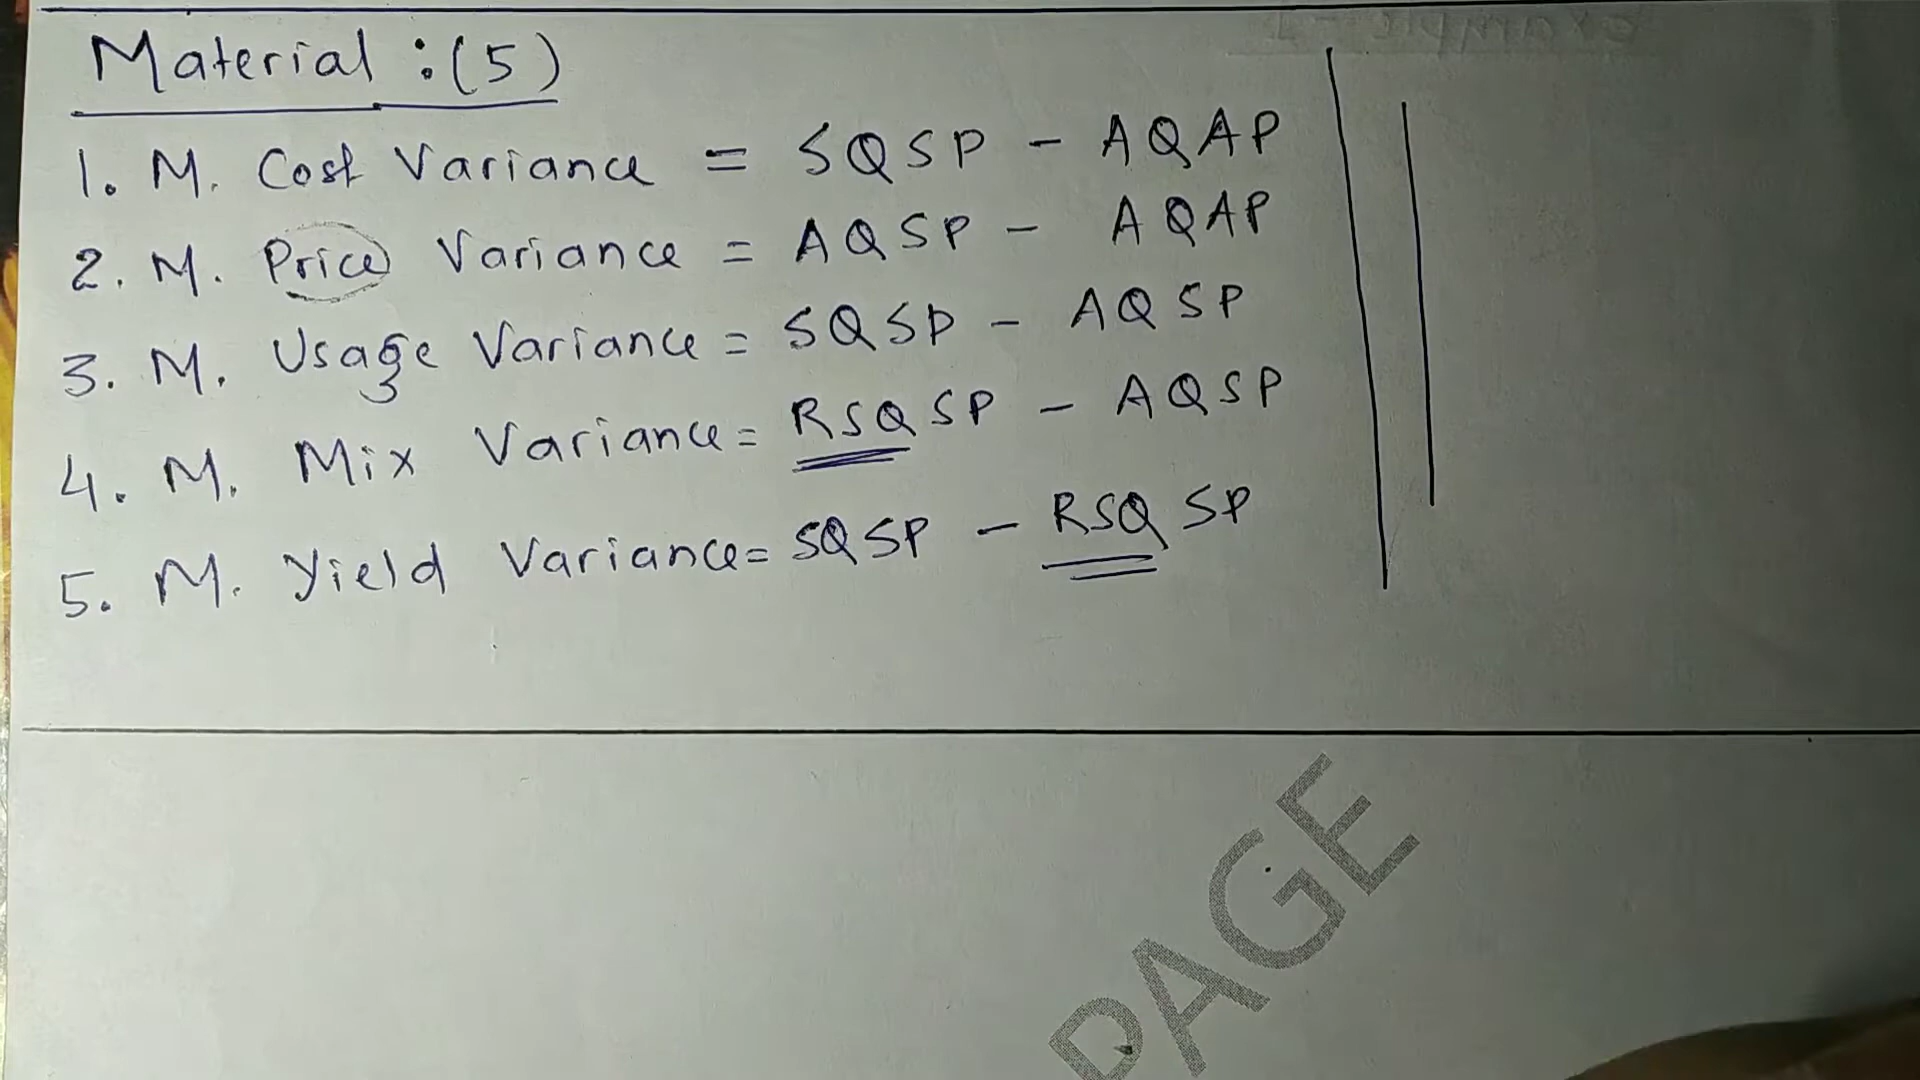 Material : (5)
1. M. Cost Variance = SQSP - AQAP
2. M. Price Variance = AQSP - AQAP
3. M. Usage Variance = SQSP - AQSP
4. M. Mix Variance = RSQSP - AQSP
5. M. Yield Variance = SQSP - RSQSP
PAGE